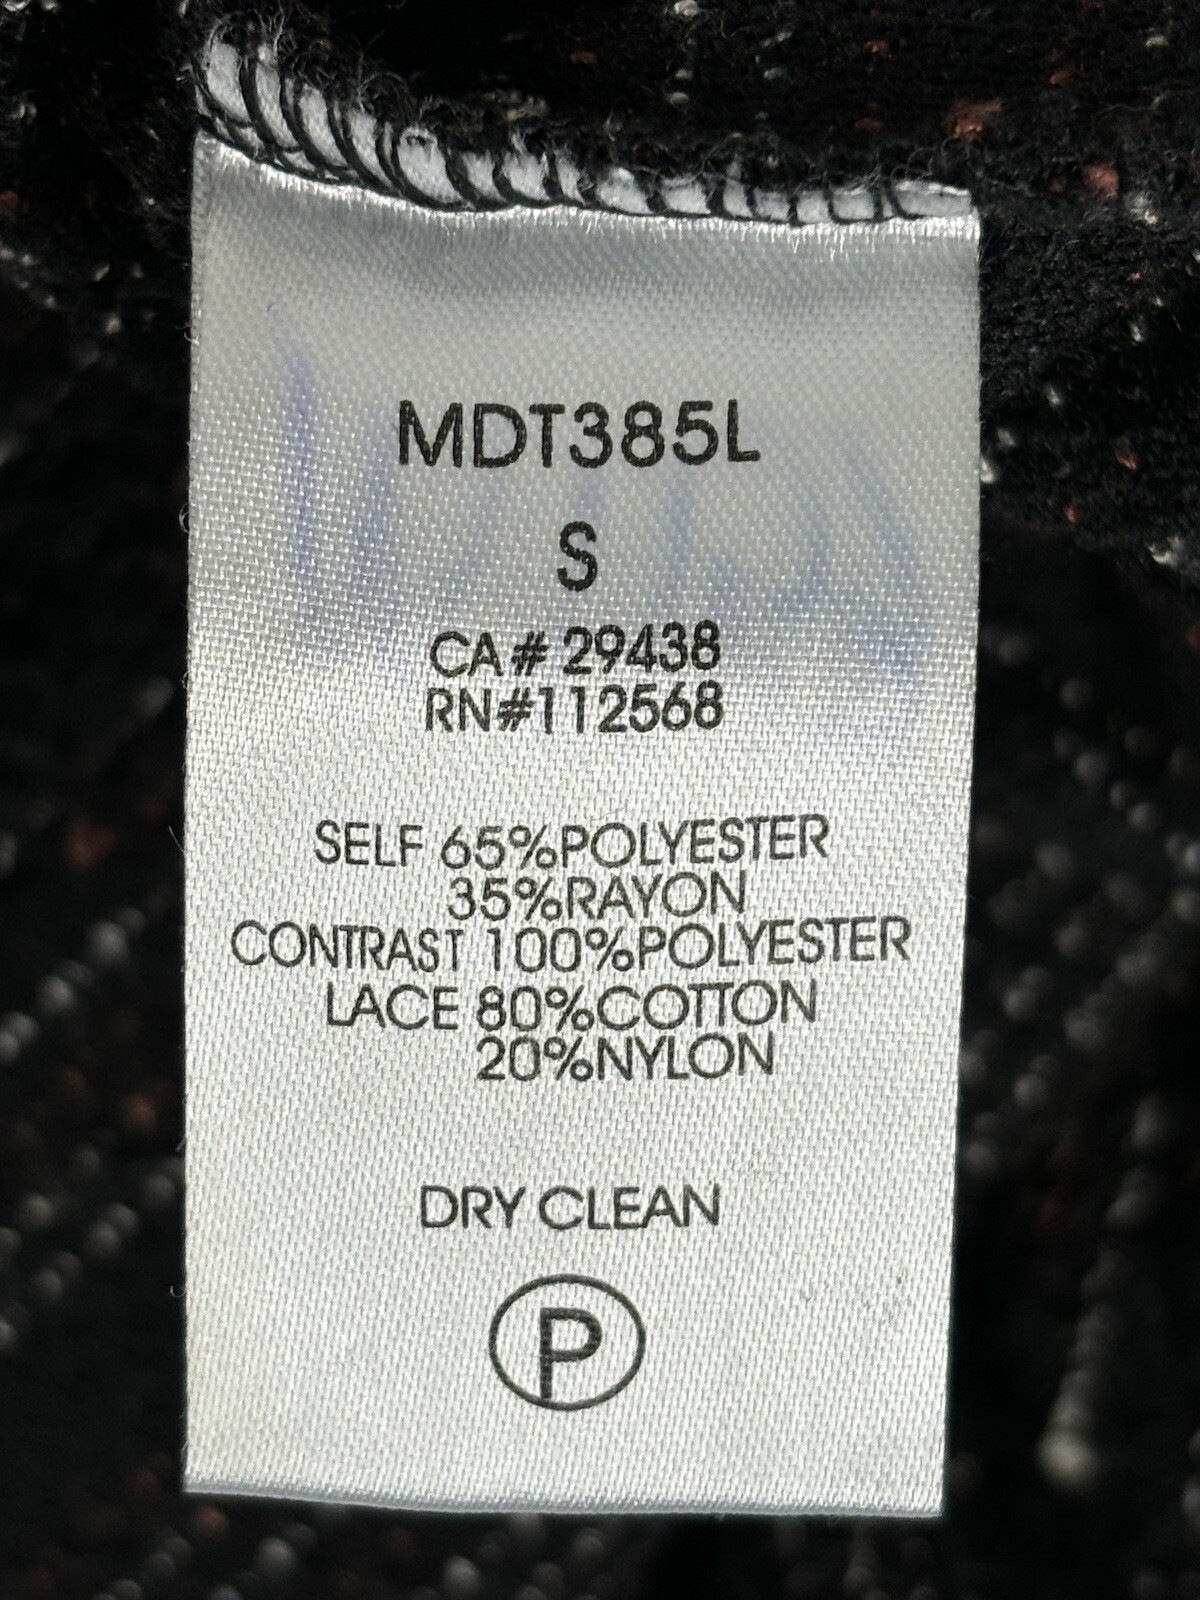 MDT385L
S
CA# 29438
RN#112568
SELF 65%POLYESTER
35%RAYON
CONTRAST 100%POLYESTER
LACE 80%COTTON
20%NYLON
DRY CLEAN
P